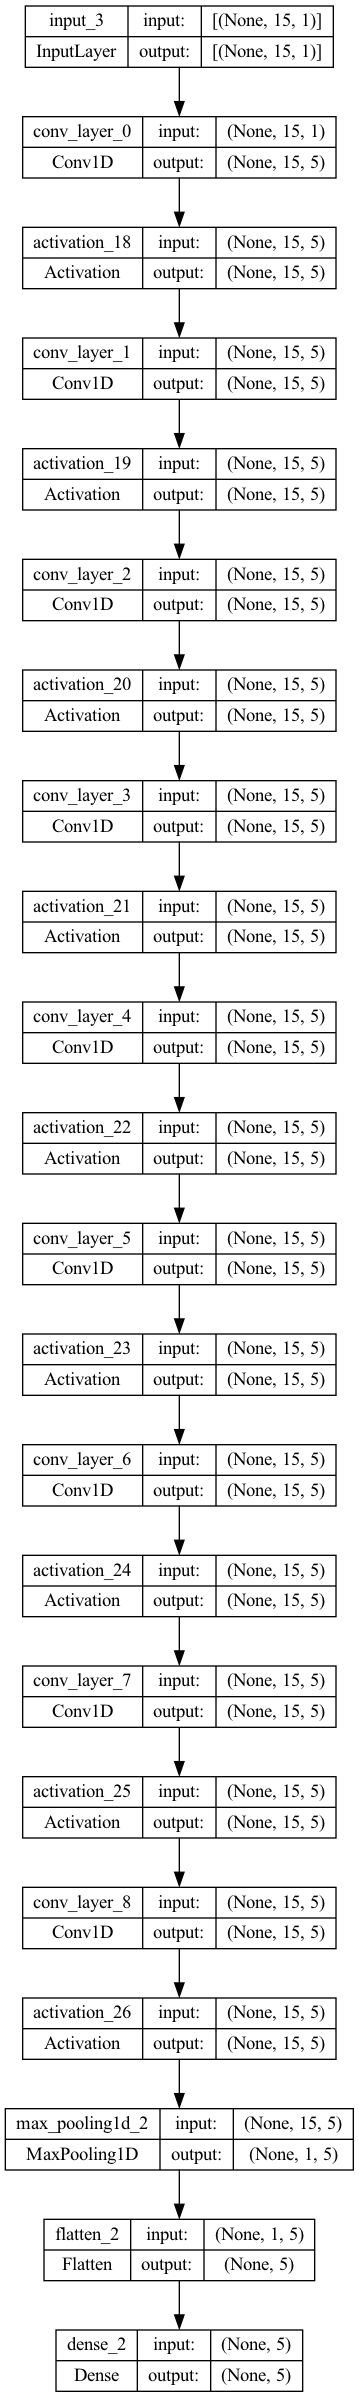 input_3 input: [(None, 15, 1)]
InputLayer output: [(None, 15, 1)]
conv_layer_0 input: (None, 15, 1)
Conv1D output: (None, 15, 5)
activation_18 input: (None, 15, 5)
Activation output: (None, 15, 5)
conv_layer_1 input: (None, 15, 5)
Conv1D output: (None, 15, 5)
activation_19 input: (None, 15, 5)
Activation output: (None, 15, 5)
conv_layer_2 input: (None, 15, 5)
Conv1D output: (None, 15, 5)
activation_20 input: (None, 15, 5)
Activation output: (None, 15, 5)
conv_layer_3 input: (None, 15, 5)
Conv1D output: (None, 15, 5)
activation_21 input: (None, 15, 5)
Activation output: (None, 15, 5)
conv_layer_4 input: (None, 15, 5)
Conv1D output: (None, 15, 5)
activation_22 input: (None, 15, 5)
Activation output: (None, 15, 5)
conv_layer_5 input: (None, 15, 5)
Conv1D output: (None, 15, 5)
activation_23 input: (None, 15, 5)
Activation output: (None, 15, 5)
conv_layer_6 input: (None, 15, 5)
Conv1D output: (None, 15, 5)
activation_24 input: (None, 15, 5)
Activation output: (None, 15, 5)
conv_layer_7 input: (None, 15, 5)
Conv1D output: (None, 15, 5)
activation_25 input: (None, 15, 5)
Activation output: (None, 15, 5)
conv_layer_8 input: (None, 15, 5)
Conv1D output: (None, 15, 5)
activation_26 input: (None, 15, 5)
Activation output: (None, 15, 5)
max_pooling1d_2 input: (None, 15, 5)
MaxPooling1D output: (None, 1, 5)
flatten_2 input: (None, 1, 5)
Flatten output: (None, 5)
dense_2 input: (None, 5)
Dense output: (None, 5)